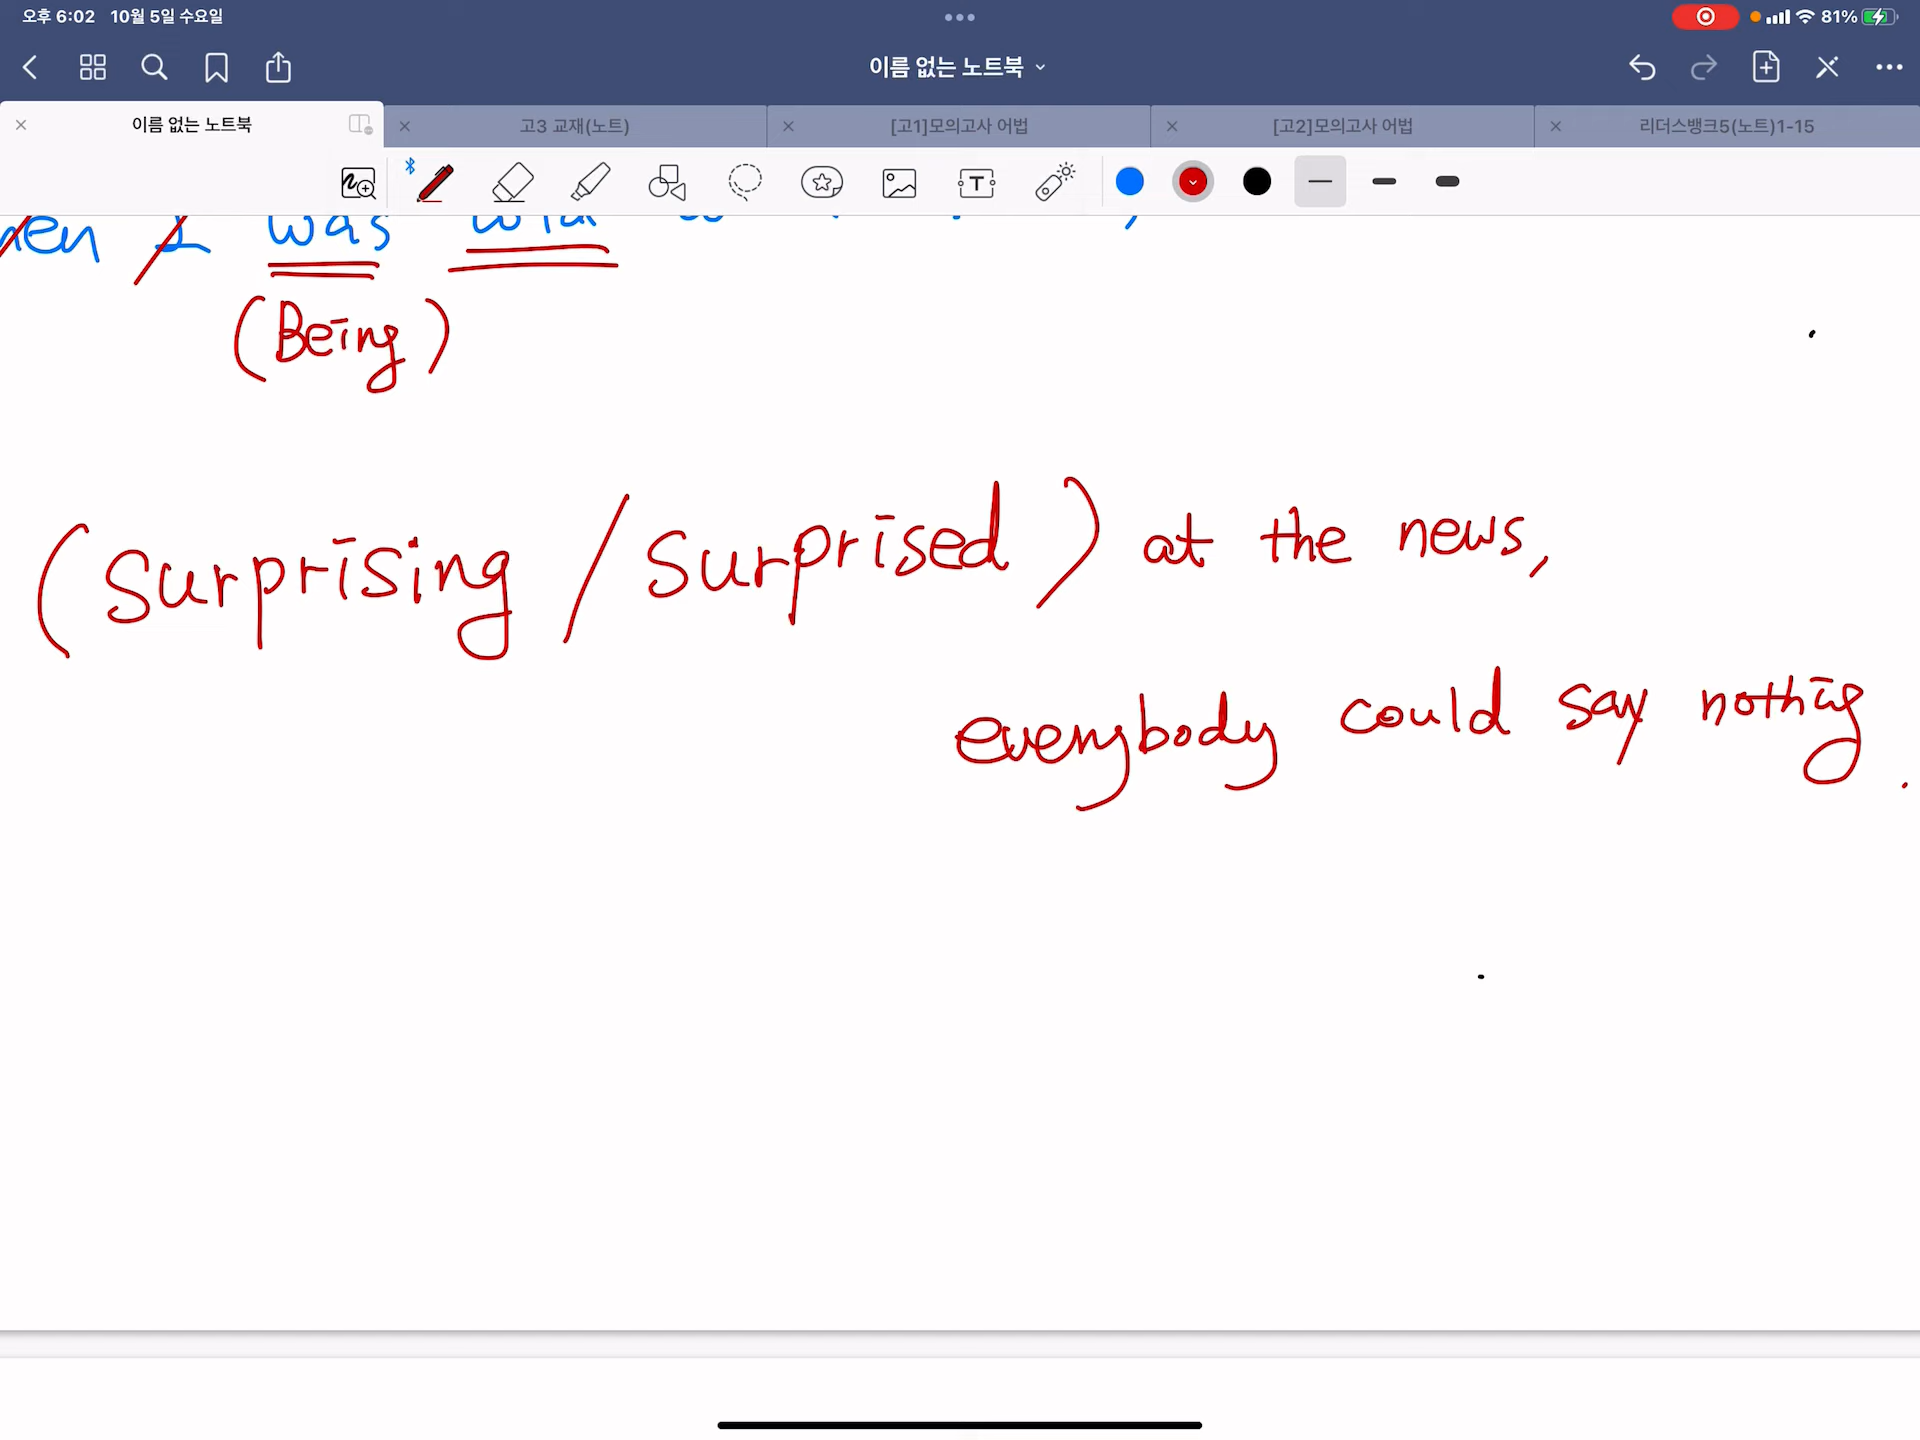 오후 6:02 10월 5일 수요일
81%
이름 없는 노트북
이름 없는 노트북
고3 교재(노트)
[고1]모의고사 어법
[고2]모의고사 어법
리더스뱅크5(노트)1-15
was
(Being)
(Surprising / Surprised) at the news,
everybody could say nothing.